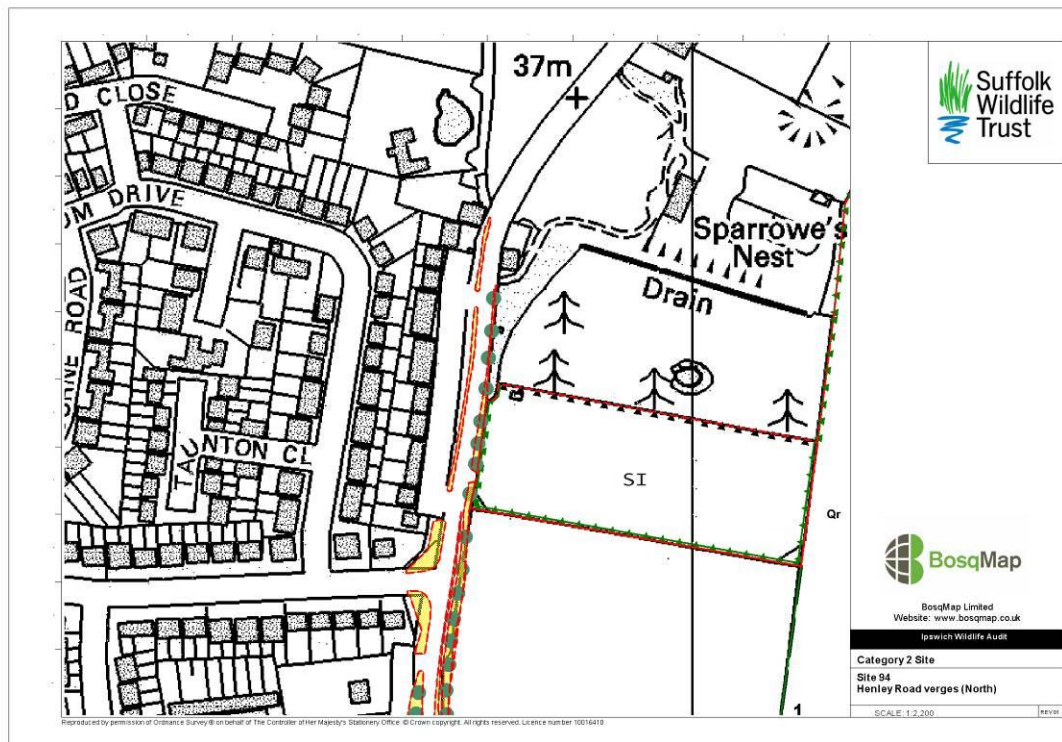 37m
D CLOSE
UM DRIVE
Sparrowe's
Nest
Drain
ORNE ROAD
TAUNTON CL
SI
Qr
1
Suffolk
Wildlife
Trust
BosqMap
BosqMap Limited
Website: www.bosqmap.co.uk
Ipswich Wildlife Audit
Category 2 Site
Site 94
Henley Road verges (North)
SCALE: 1:2,200
Reproduced by permission of Ordnance Survey ® on behalf of The Controller of Her Majesty's Stationery Office. © Crown copyright. All rights reserved. Licence number 10016410